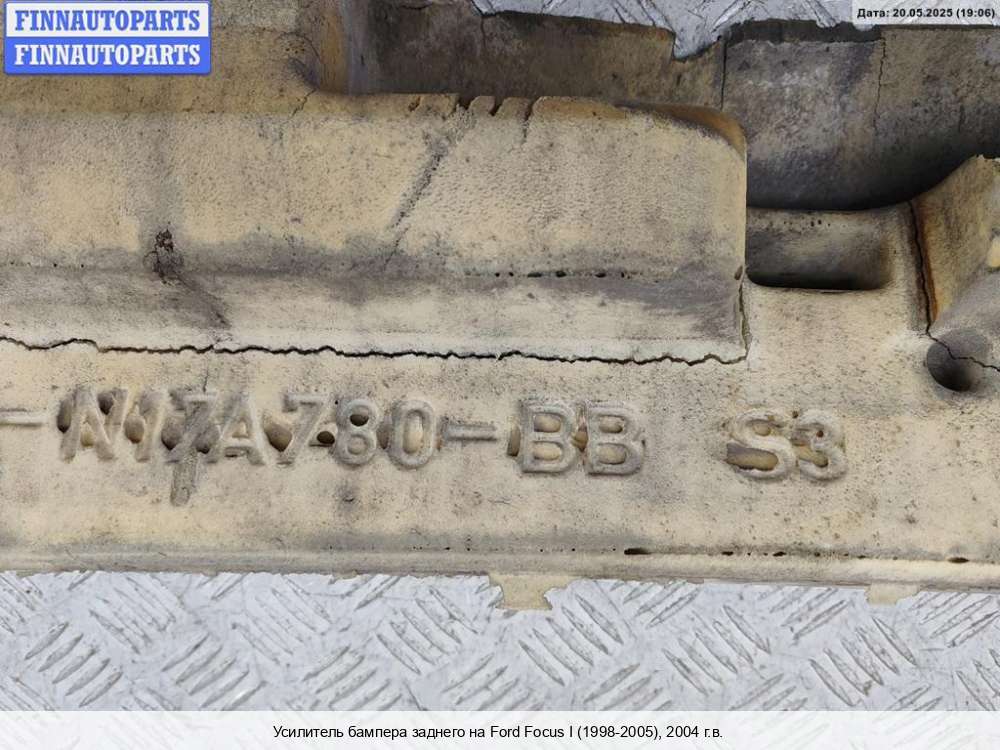 FINNAUTOPARTS
FINNAUTOPARTS
Дата: 20.05.2025 (19:06)
-N17A780-BB S3
Усилитель бампера заднего на Ford Focus I (1998-2005), 2004 г.в.